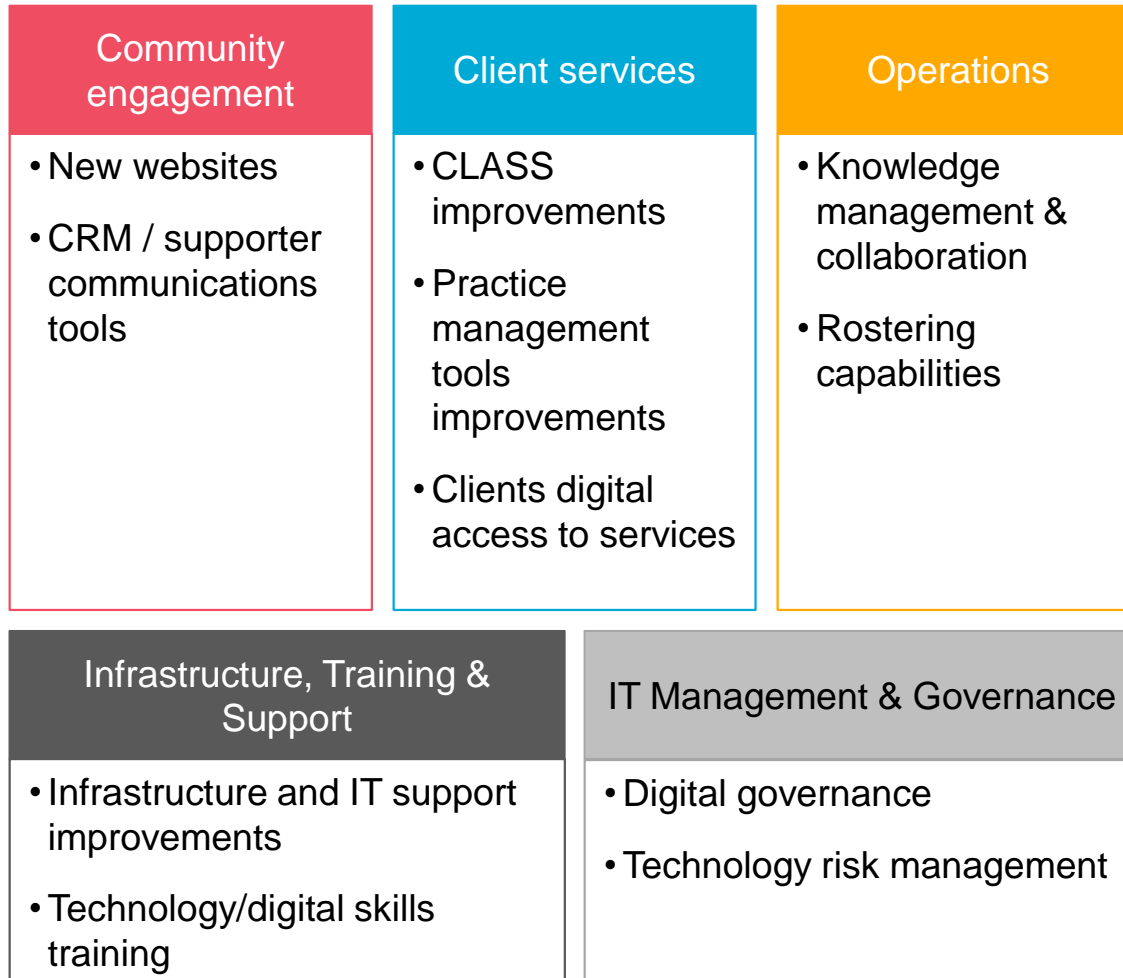 Community
engagement
• New websites
• CRM / supporter
communications
tools
Client services
• CLASS
improvements
• Practice
management
tools
improvements
• Clients digital
access to services
Operations
• Knowledge
management &
collaboration
• Rostering
capabilities
Infrastructure, Training &
Support
• Infrastructure and IT support
improvements
• Technology/digital skills
training
IT Management & Governance
• Digital governance
• Technology risk management